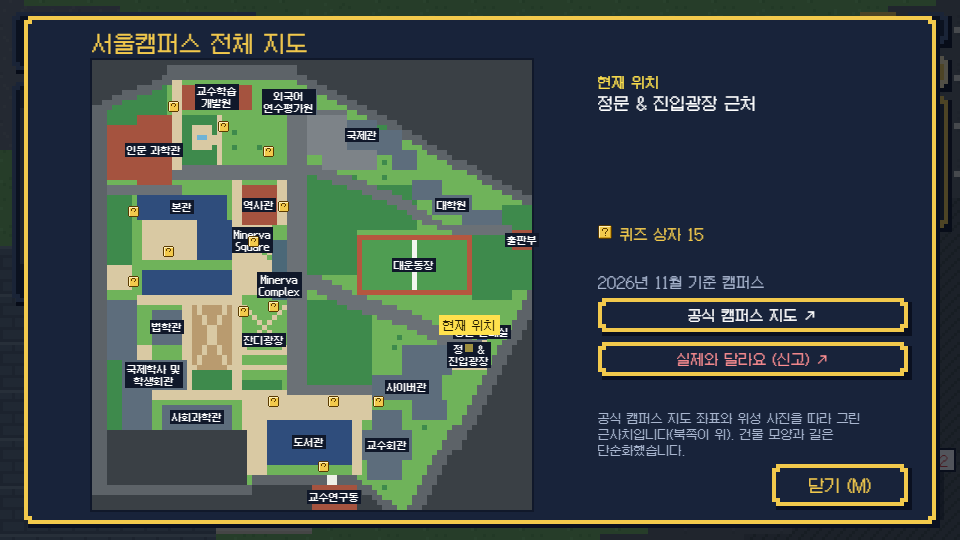 서울캠퍼스 전체 지도
교수학습
개발원
외국어
연수평가원
국제관
인문 과학관
본관
역사관
대학원
Minerva
Square
출판부
대운동장
Minerva
Complex
법학관
잔디광장
현재 위치
정 &
진입광장
국제학사 및
학생회관
사이버관
사회과학관
도서관
교수회관
교수연구동
현재 위치
정문 & 진입광장 근처
? 퀴즈 상자 15
2026년 11월 기준 캠퍼스
공식 캠퍼스 지도 ↗
실제와 달라요 (신고) ↗
공식 캠퍼스 지도 좌표와 위성 사진을 따라 그린
근사치입니다(북쪽이 위). 건물 모양과 길은
단순화했습니다.
닫기 (M)